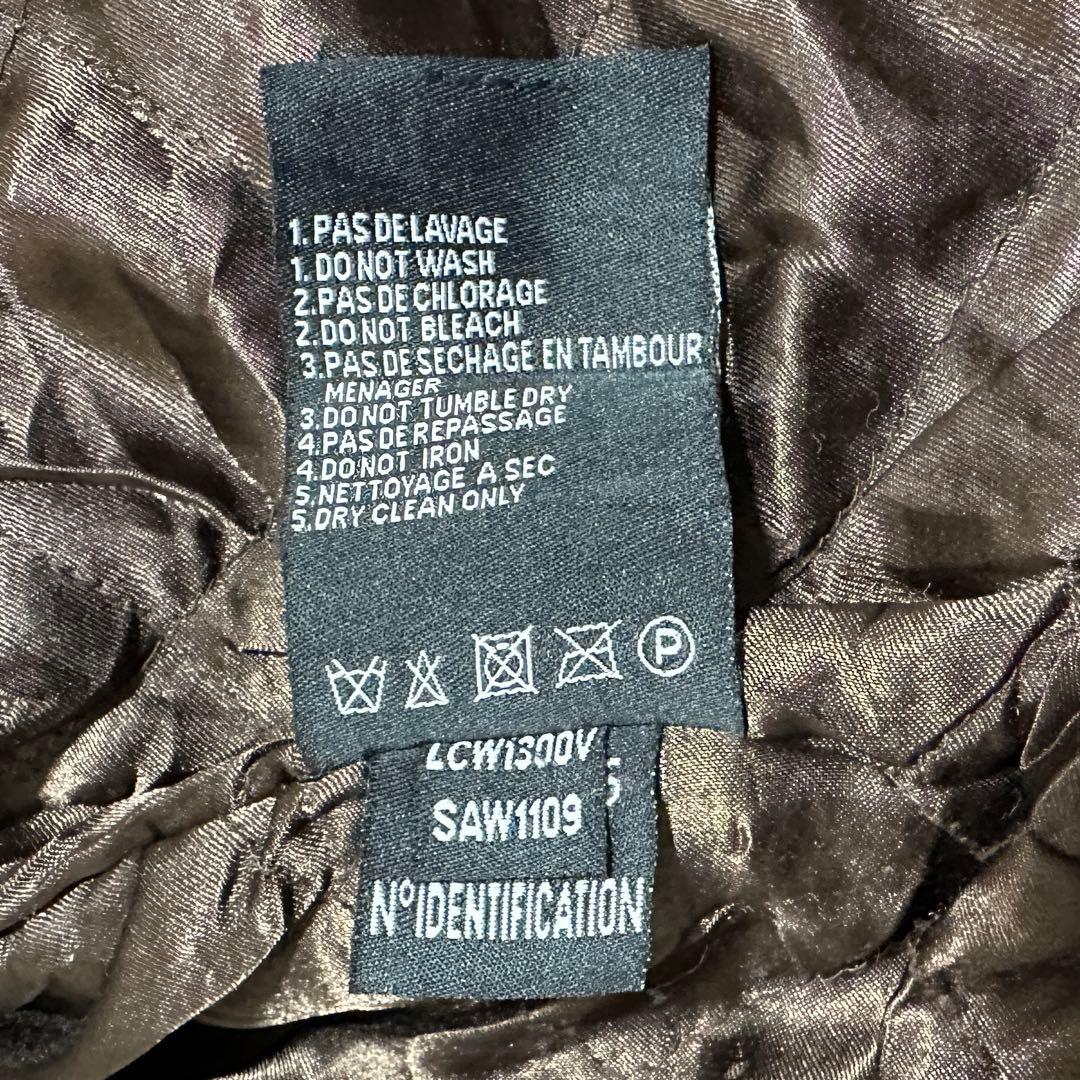 1. PAS DE LAVAGE
1. DO NOT WASH
2. PAS DE CHLORAGE
2. DO NOT BLEACH
3. PAS DE SECHAGE EN TAMBOUR
MENAGER
3. DO NOT TUMBLE DRY
4. PAS DE REPASSAGE
4. DO NOT IRON
5. NETTOYAGE A SEC
5. DRY CLEAN ONLY
P
LCW1300V
SAW1109
N° IDENTIFICATION